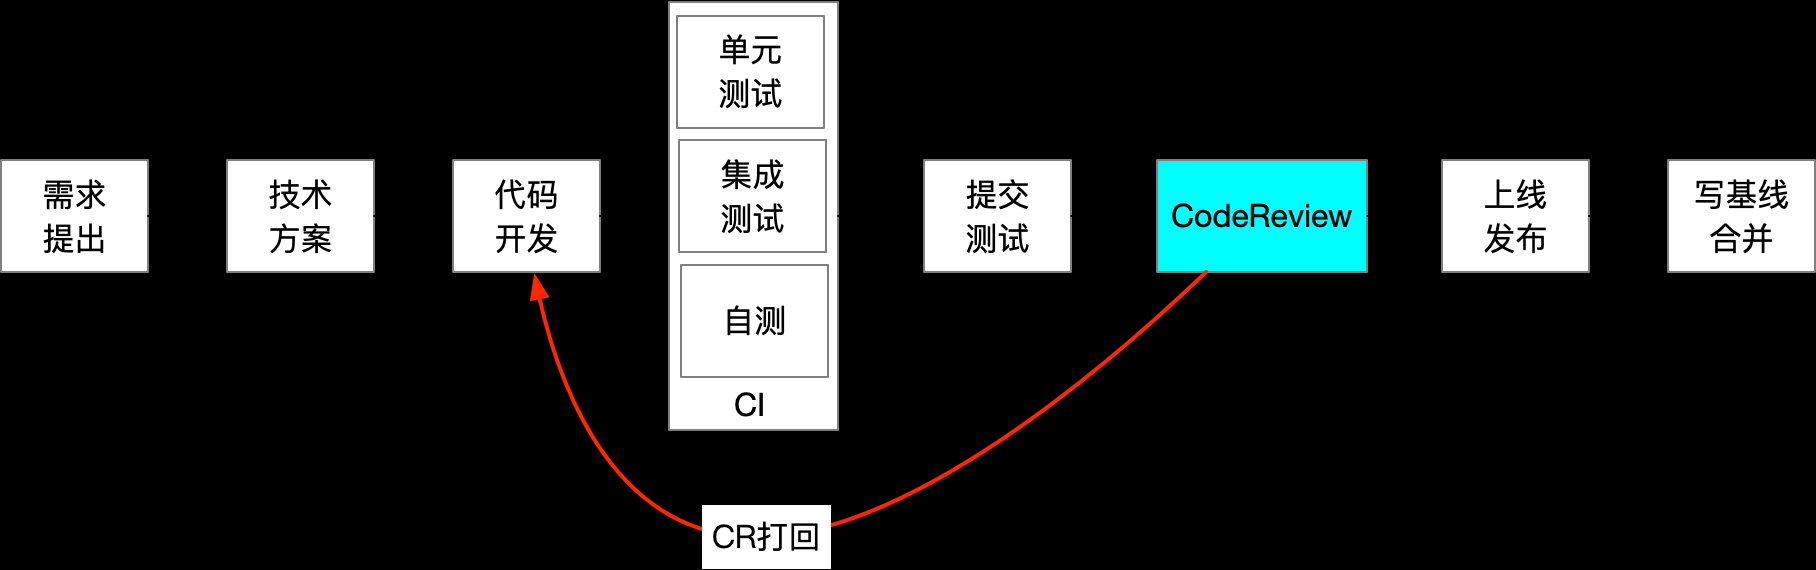 需求
提出
技术
方案
代码
开发
单元
测试
集成
测试
自测
CI
提交
测试
CodeReview
上线
发布
写基线
合并
CR打回